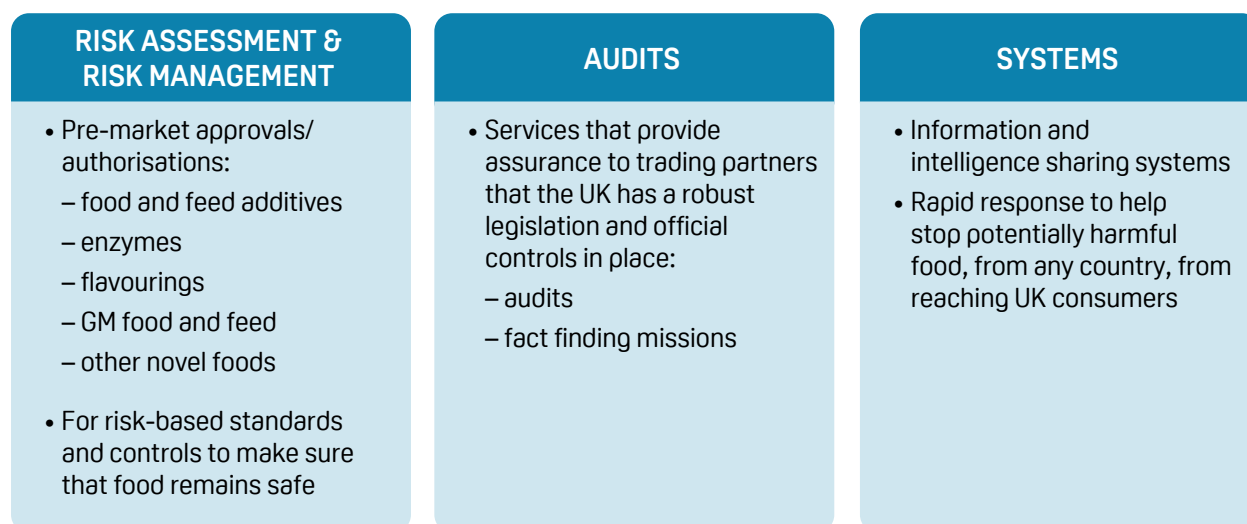 RISK ASSESSMENT &
RISK MANAGEMENT
• Pre-market approvals/
authorisations:
– food and feed additives
– enzymes
– flavourings
– GM food and feed
– other novel foods
• For risk-based standards
and controls to make sure
that food remains safe
AUDITS
• Services that provide
assurance to trading partners
that the UK has a robust
legislation and official
controls in place:
– audits
– fact finding missions
SYSTEMS
• Information and
intelligence sharing systems
• Rapid response to help
stop potentially harmful
food, from any country, from
reaching UK consumers